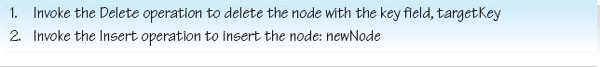 1. Invoke the Delete operation to delete the node with the key field, targetKey
2. Invoke the Insert operation to insert the node: newNode